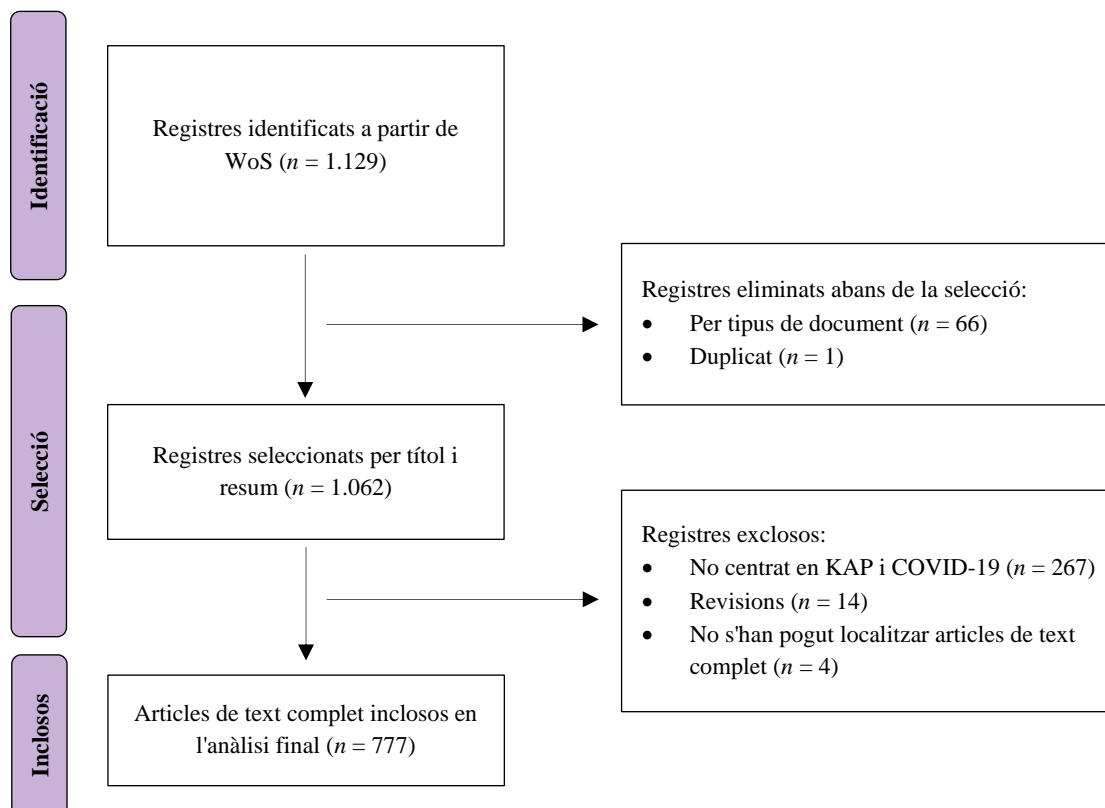 Identificació
Registres identificats a partir de
WoS (n = 1.129)
Registres eliminats abans de la selecció:
• Per tipus de document (n = 66)
• Duplicat (n = 1)
Selecció
Registres seleccionats per títol i
resum (n = 1.062)
Registres exclosos:
• No centrat en KAP i COVID-19 (n = 267)
• Revisions (n = 14)
• No s'han pogut localitzar articles de text
complet (n = 4)
Inclosos
Articles de text complet inclosos en
l'anàlisi final (n = 777)